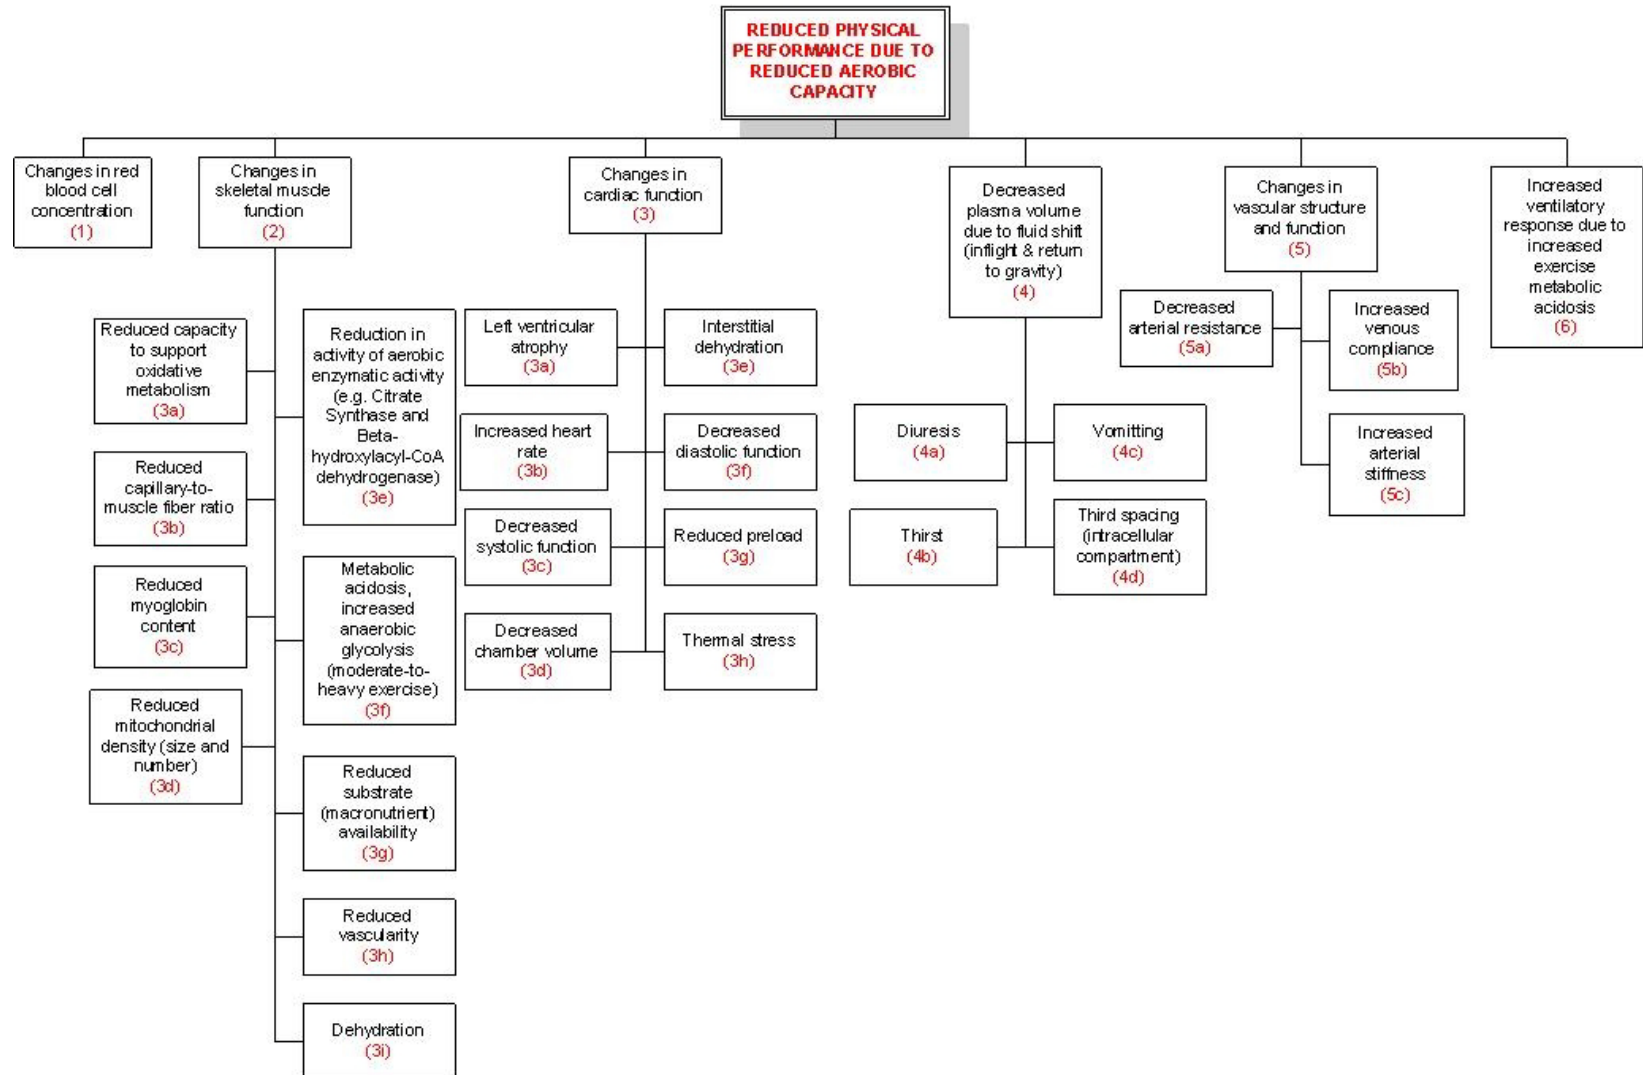 REDUCED PHYSICAL
PERFORMANCE DUE TO
REDUCED AEROBIC
CAPACITY
Changes in red
blood cell
concentration
(1)
Changes in
skeletal muscle
function
(2)
Changes in
cardiac function
(3)
Decreased
plasma volume
due to fluid shift
(inflight & return
to gravity)
(4)
Changes in
vascular structure
and function
(5)
Increased
ventilatory
response due to
increased
exercise
metabolic
acidosis
(6)
Reduced capacity
to support
oxidative
metabolism
(3a)
Reduced
capillary-to-
muscle fiber ratio
(3b)
Reduced
myoglobin
content
(3c)
Reduced
mitochondrial
density (size and
number)
(3d)
Reduction in
activity of aerobic
enzymatic activity
(e.g. Citrate
Synthase and
Beta-
hydroxylacyl-CoA
dehydrogenase)
(3e)
Metabolic
acidosis,
increased
anaerobic
glycolysis
(moderate-to-
heavy exercise)
(3f)
Reduced
substrate
(macronutrient)
availability
(3g)
Reduced
vascularity
(3h)
Dehydration
(3i)
Left ventricular
atrophy
(3a)
Increased heart
rate
(3b)
Decreased
systolic function
(3c)
Decreased
chamber volume
(3d)
Interstitial
dehydration
(3e)
Decreased
diastolic function
(3f)
Reduced preload
(3g)
Thermal stress
(3h)
Diuresis
(4a)
Thirst
(4b)
Vomitting
(4c)
Third spacing
(intracellular
compartment)
(4d)
Decreased
arterial resistance
(5a)
Increased
venous
compliance
(5b)
Increased
arterial
stiffness
(5c)